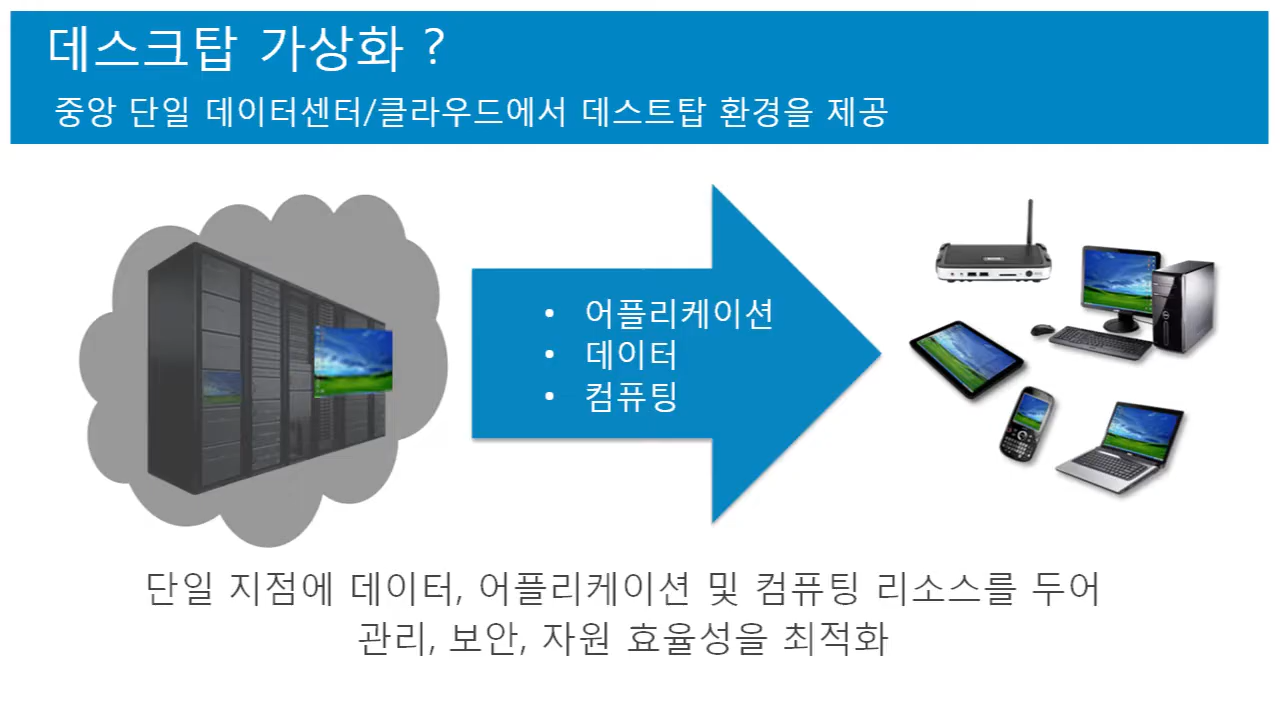 데스크탑 가상화 ?
중앙 단일 데이터센터/클라우드에서 데스트탑 환경을 제공
• 어플리케이션
• 데이터
• 컴퓨팅
단일 지점에 데이터, 어플리케이션 및 컴퓨팅 리소스를 두어
관리, 보안, 자원 효율성을 최적화